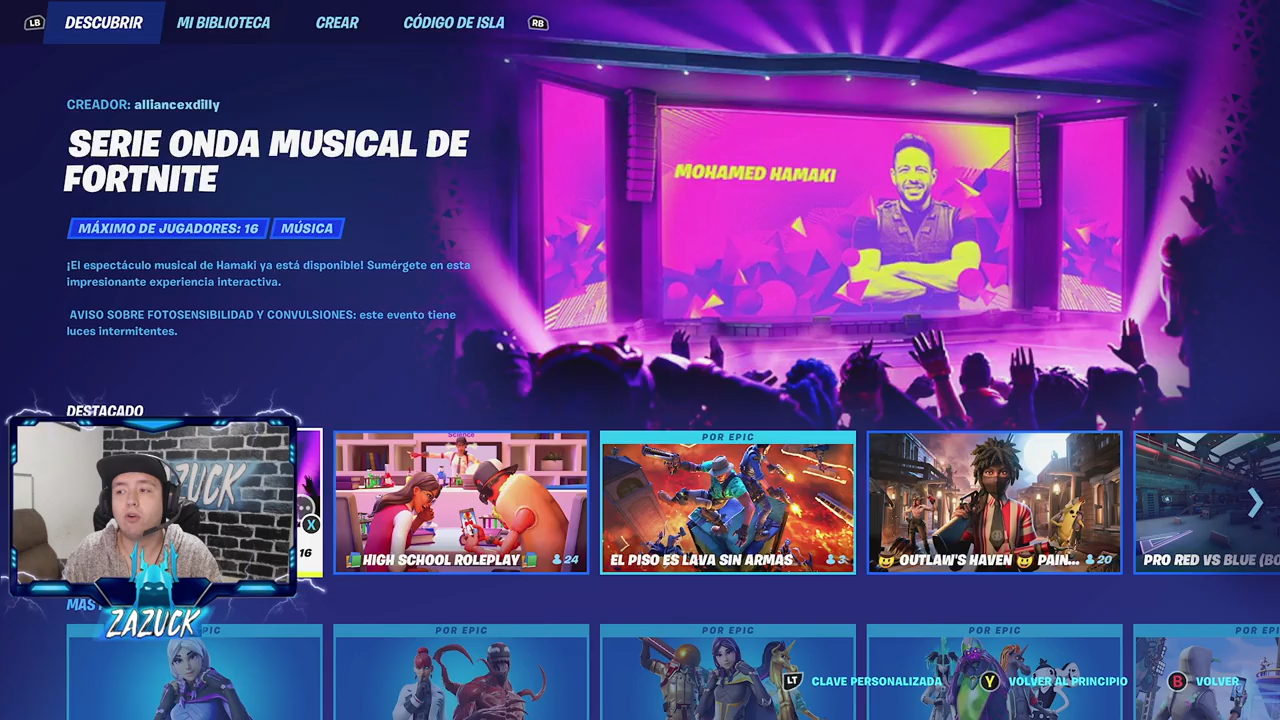 LB DESCUBRIR MI BIBLIOTECA CREAR CÓDIGO DE ISLA RB
CREADOR: alliancexdilly
SERIE ONDA MUSICAL DE
FORTNITE
MÁXIMO DE JUGADORES: 16 MÚSICA
¡El espectáculo musical de Hamaki ya está disponible! Sumérgete en esta
impresionante experiencia interactiva.
AVISO SOBRE FOTOSENSIBILIDAD Y CONVULSIONES: este evento tiene
luces intermitentes.
MOHAMED HAMAKI
DESTACADO
POR EPIC
Science
ZUCK
X
16
HIGH SCHOOL ROLEPLAY 24
EL PISO ES LAVA SIN ARMAS 3
OUTLAW'S HAVEN PAIN... 20
PRO RED VS BLUE (BO
ZAZUCK
POR EPIC
POR EPIC
POR EPIC
LT CLAVE PERSONALIZADA
Y VOLVER AL PRINCIPIO
B VOLVER